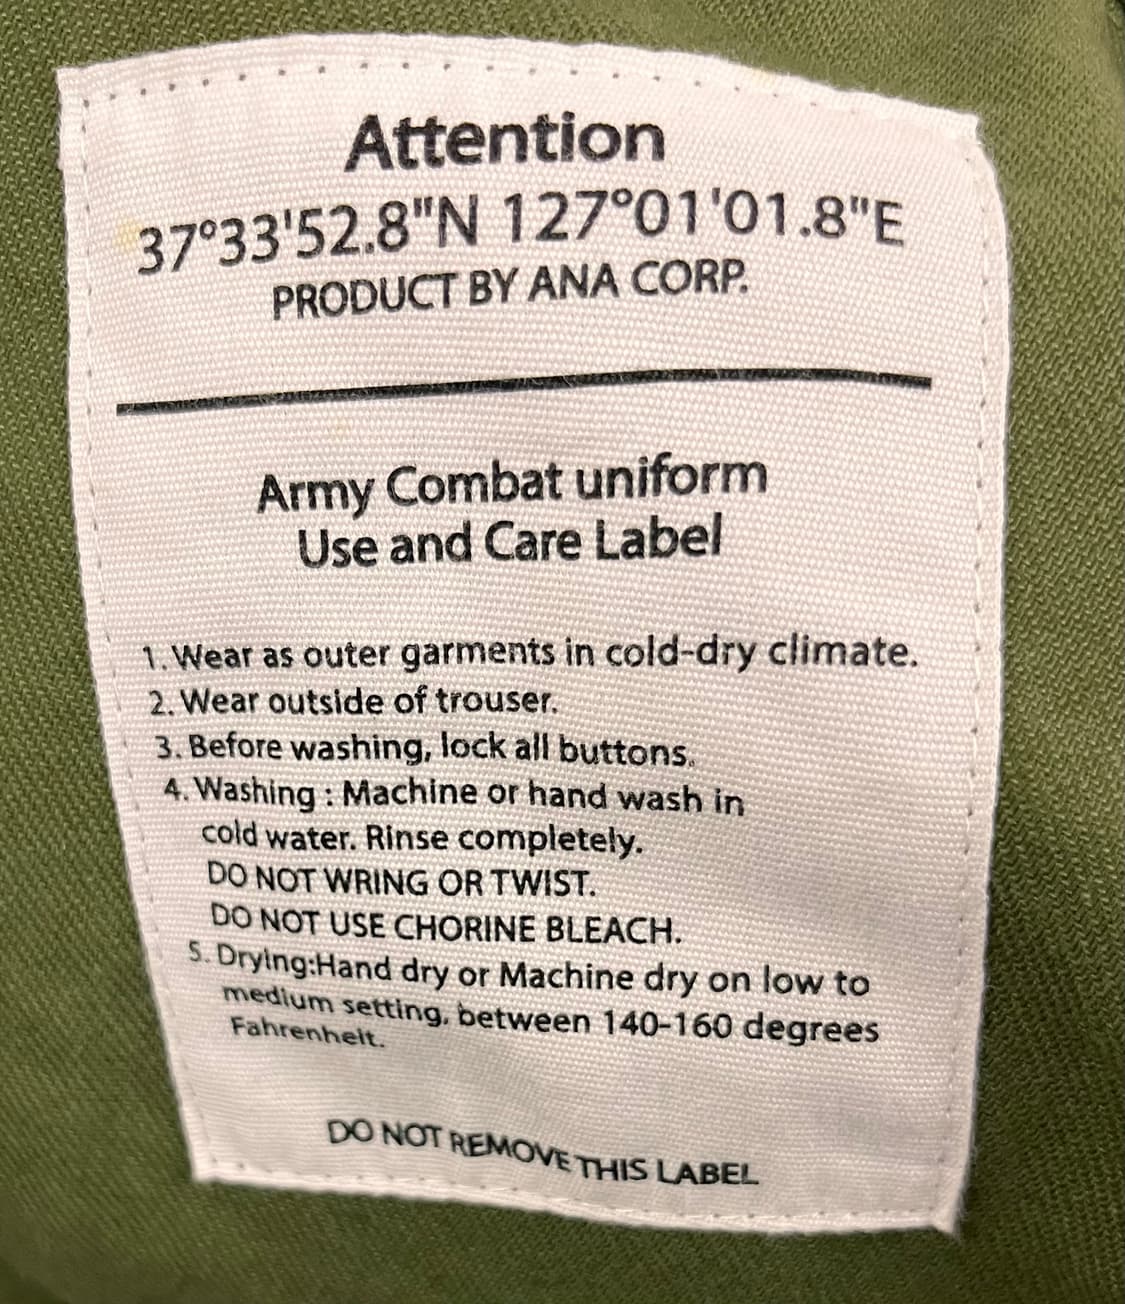 Attention
37°33'52.8"N 127°01'01.8"E
PRODUCT BY ANA CORP.
Army Combat uniform
Use and Care Label
1. Wear as outer garments in cold-dry climate.
2. Wear outside of trouser.
3. Before washing, lock all buttons.
4. Washing : Machine or hand wash in
cold water. Rinse completely.
DO NOT WRING OR TWIST.
DO NOT USE CHORINE BLEACH.
5. Drying:Hand dry or Machine dry on low to
medium setting, between 140-160 degrees
Fahrenheit.
DO NOT REMOVE THIS LABEL